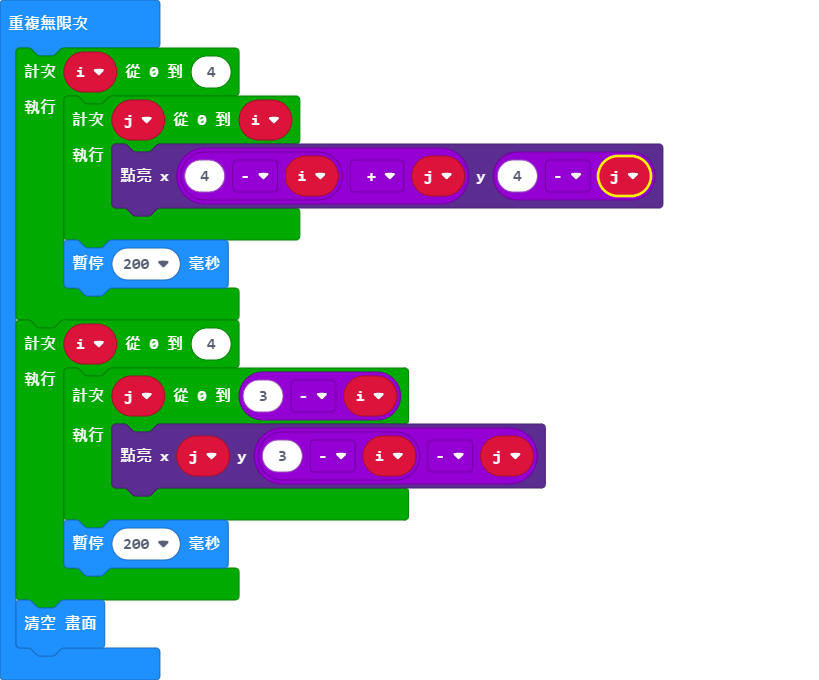 重複無限次
計次 i 從 0 到 4
執行
計次 j 從 0 到 i
執行
點亮 x 4 - i + j y 4 - j
暫停 200 毫秒
計次 i 從 0 到 4
執行
計次 j 從 0 到 3 - i
執行
點亮 x j y 3 - i - j
暫停 200 毫秒
清空 畫面